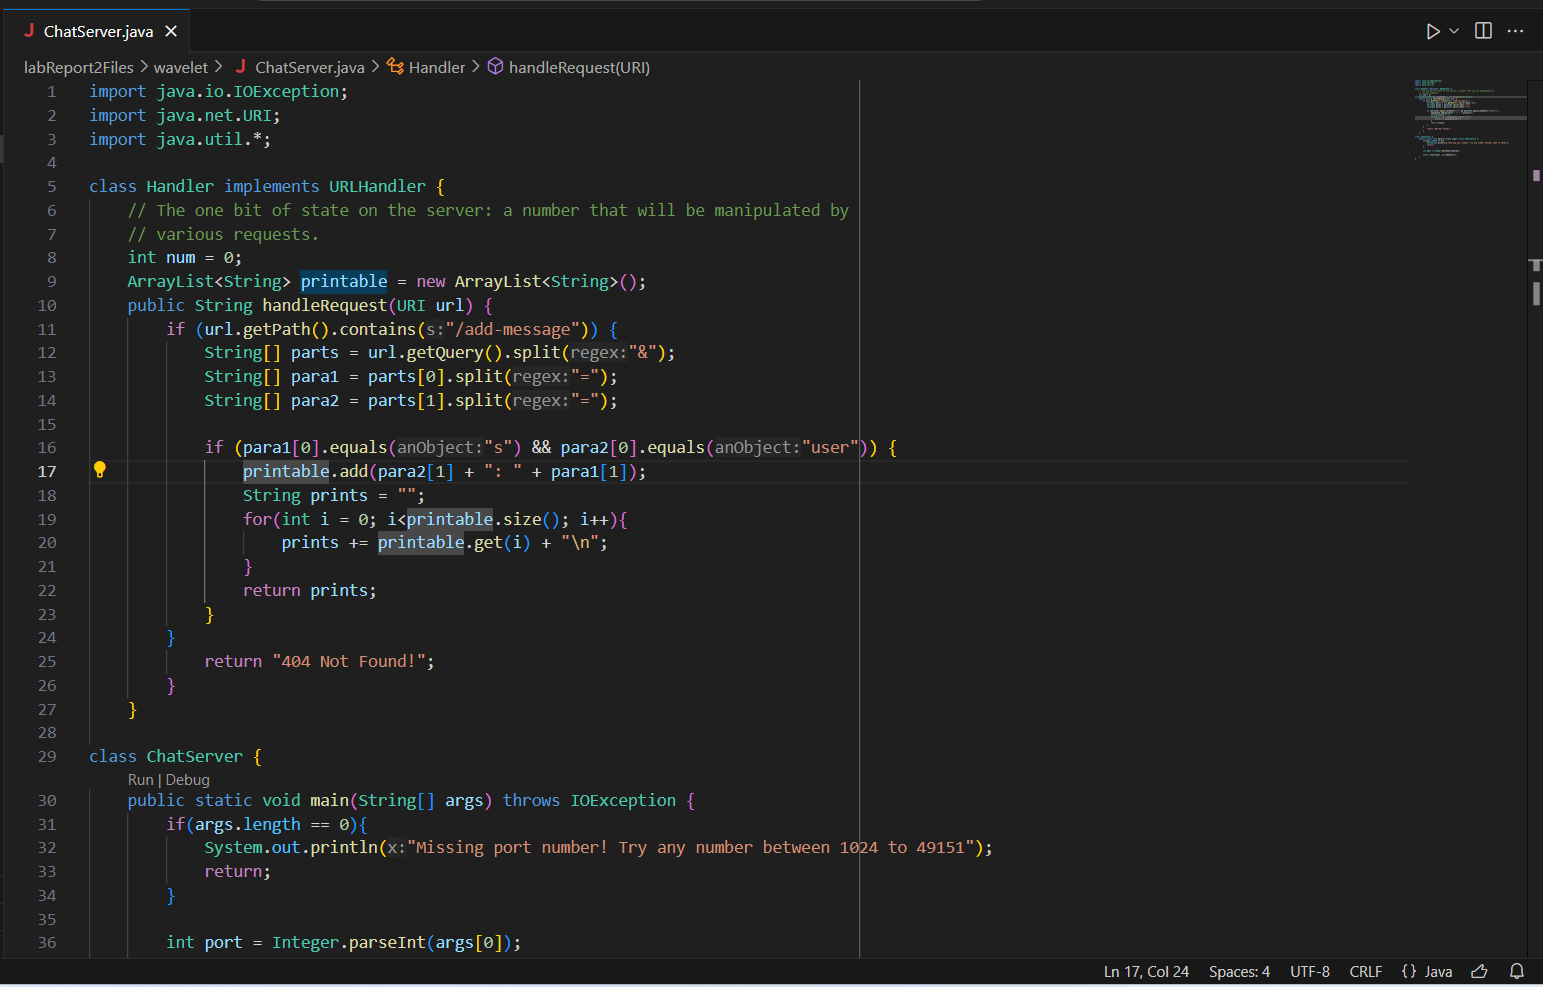 J ChatServer.java ×
labReport2Files > wavelet > J ChatServer.java > Handler > handleRequest(URI)
1 import java.io.IOException;
2 import java.net.URI;
3 import java.util.*;
4
5 class Handler implements URLHandler {
6 // The one bit of state on the server: a number that will be manipulated by
7 // various requests.
8 int num = 0;
9 ArrayList<String> printable = new ArrayList<String>();
10 public String handleRequest(URI url) {
11 if (url.getPath().contains(s:"/add-message")) {
12 String[] parts = url.getQuery().split(regex:"&");
13 String[] para1 = parts[0].split(regex:"=");
14 String[] para2 = parts[1].split(regex:"=");
15
16 if (para1[0].equals(anObject:"s") && para2[0].equals(anObject:"user")) {
17 printable.add(para2[1] + ": " + para1[1]);
18 String prints = "";
19 for(int i = 0; i<printable.size(); i++){
20 prints += printable.get(i) + "\n";
21 }
22 return prints;
23 }
24 }
25 return "404 Not Found!";
26 }
27 }
28
29 class ChatServer {
Run | Debug
30 public static void main(String[] args) throws IOException {
31 if(args.length == 0){
32 System.out.println(x:"Missing port number! Try any number between 1024 to 49151");
33 return;
34 }
35
36 int port = Integer.parseInt(args[0]);
Ln 17, Col 24 Spaces: 4 UTF-8 CRLF {} Java